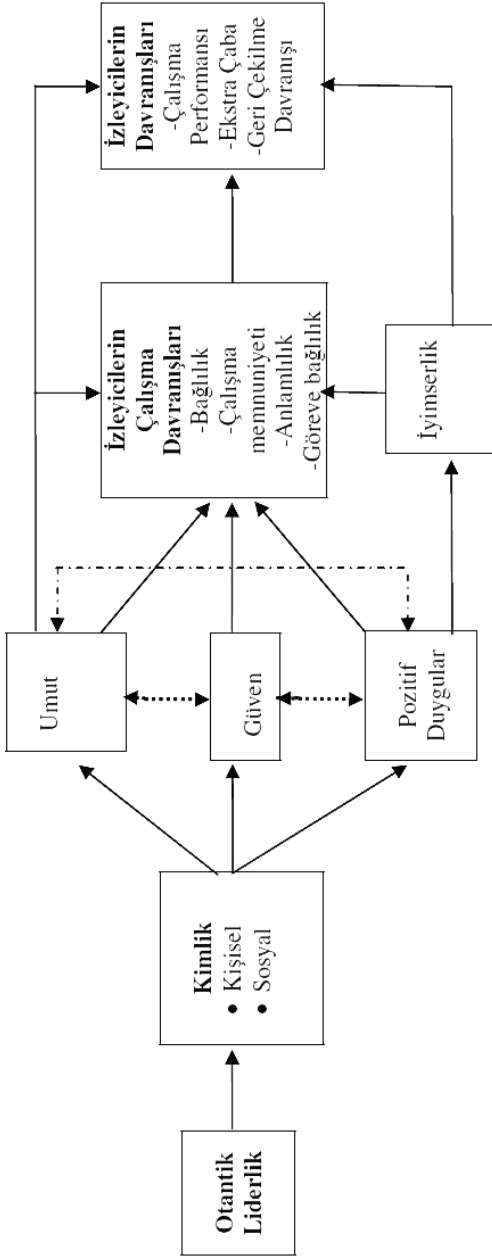 Otantik
Liderlik
Kimlik
• Kişisel
• Sosyal
Umut
Güven
Pozitif
Duygular
İzleyicilerin
Çalışma
Davranışları
-Bağlılık
-Çalışma
memnuniyeti
-Anlamlılık
-Göreve bağlılık
İyimserlik
İzleyicilerin
Davranışları
-Çalışma
Performansı
-Ekstra Çaba
-Geri Çekilme
Davranışı